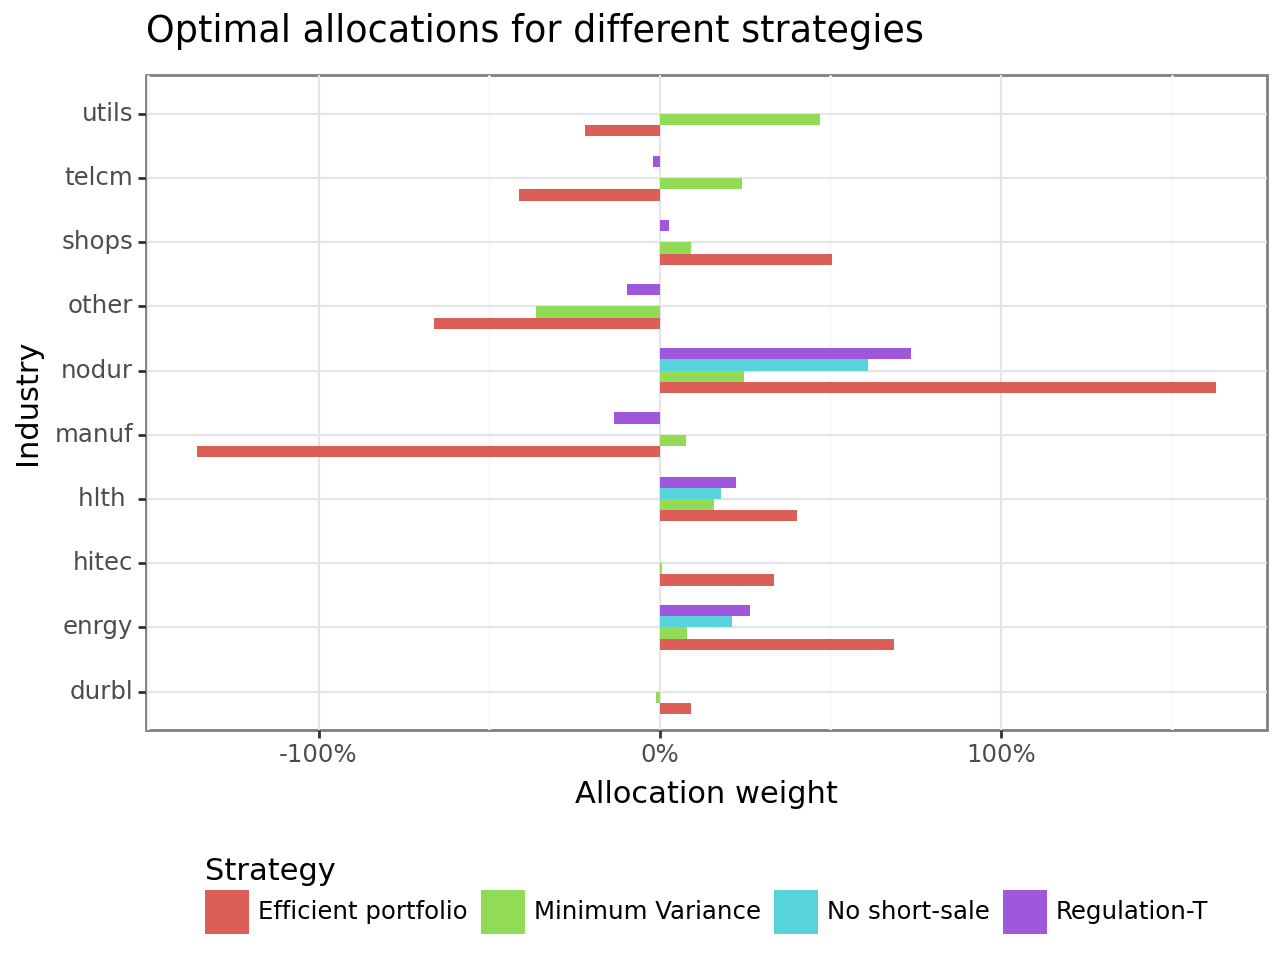 Optimal allocations for different strategies
utils
telcm
shops
other
nodur
manuf
hlth
hitec
enrgy
durbl
Industry
-100% 0% 100%
Allocation weight
Strategy
Efficient portfolio Minimum Variance No short-sale Regulation-T